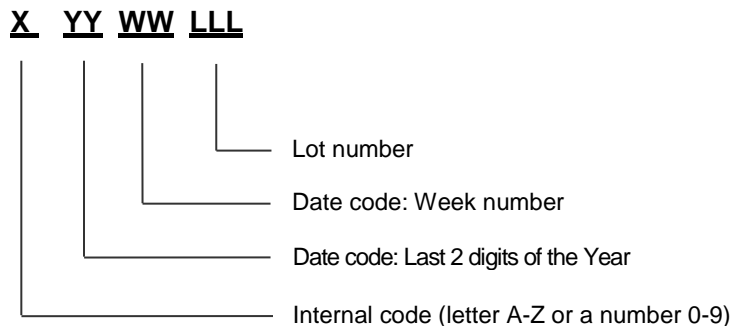 X YY WW LLL
Lot number
Date code: Week number
Date code: Last 2 digits of the Year
Internal code (letter A-Z or a number 0-9)